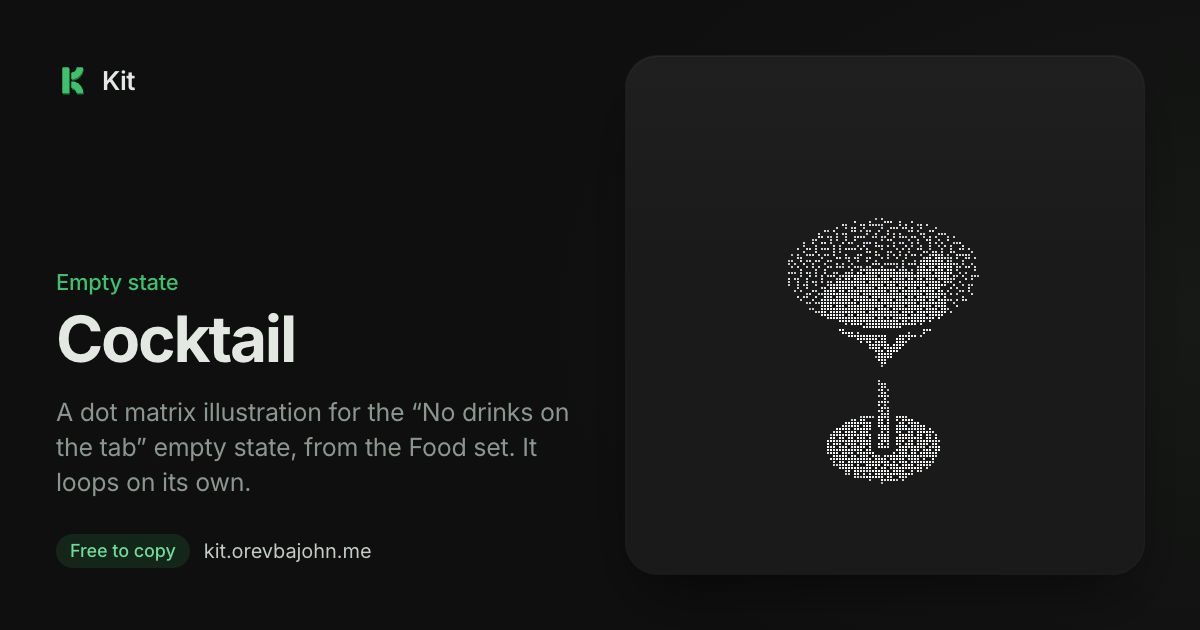 Kit
Empty state
Cocktail
A dot matrix illustration for the “No drinks on
the tab” empty state, from the Food set. It
loops on its own.
Free to copy
kit.orevbajohn.me